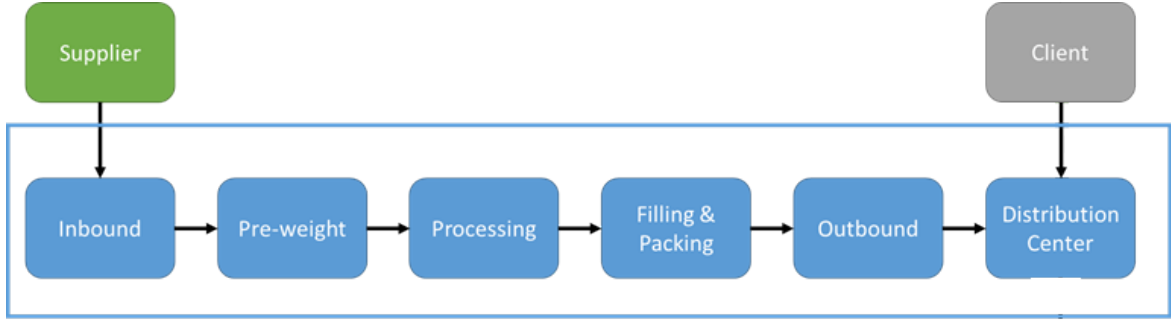 Supplier
Client
Inbound
Pre-weight
Processing
Filling &
Packing
Outbound
Distribution
Center